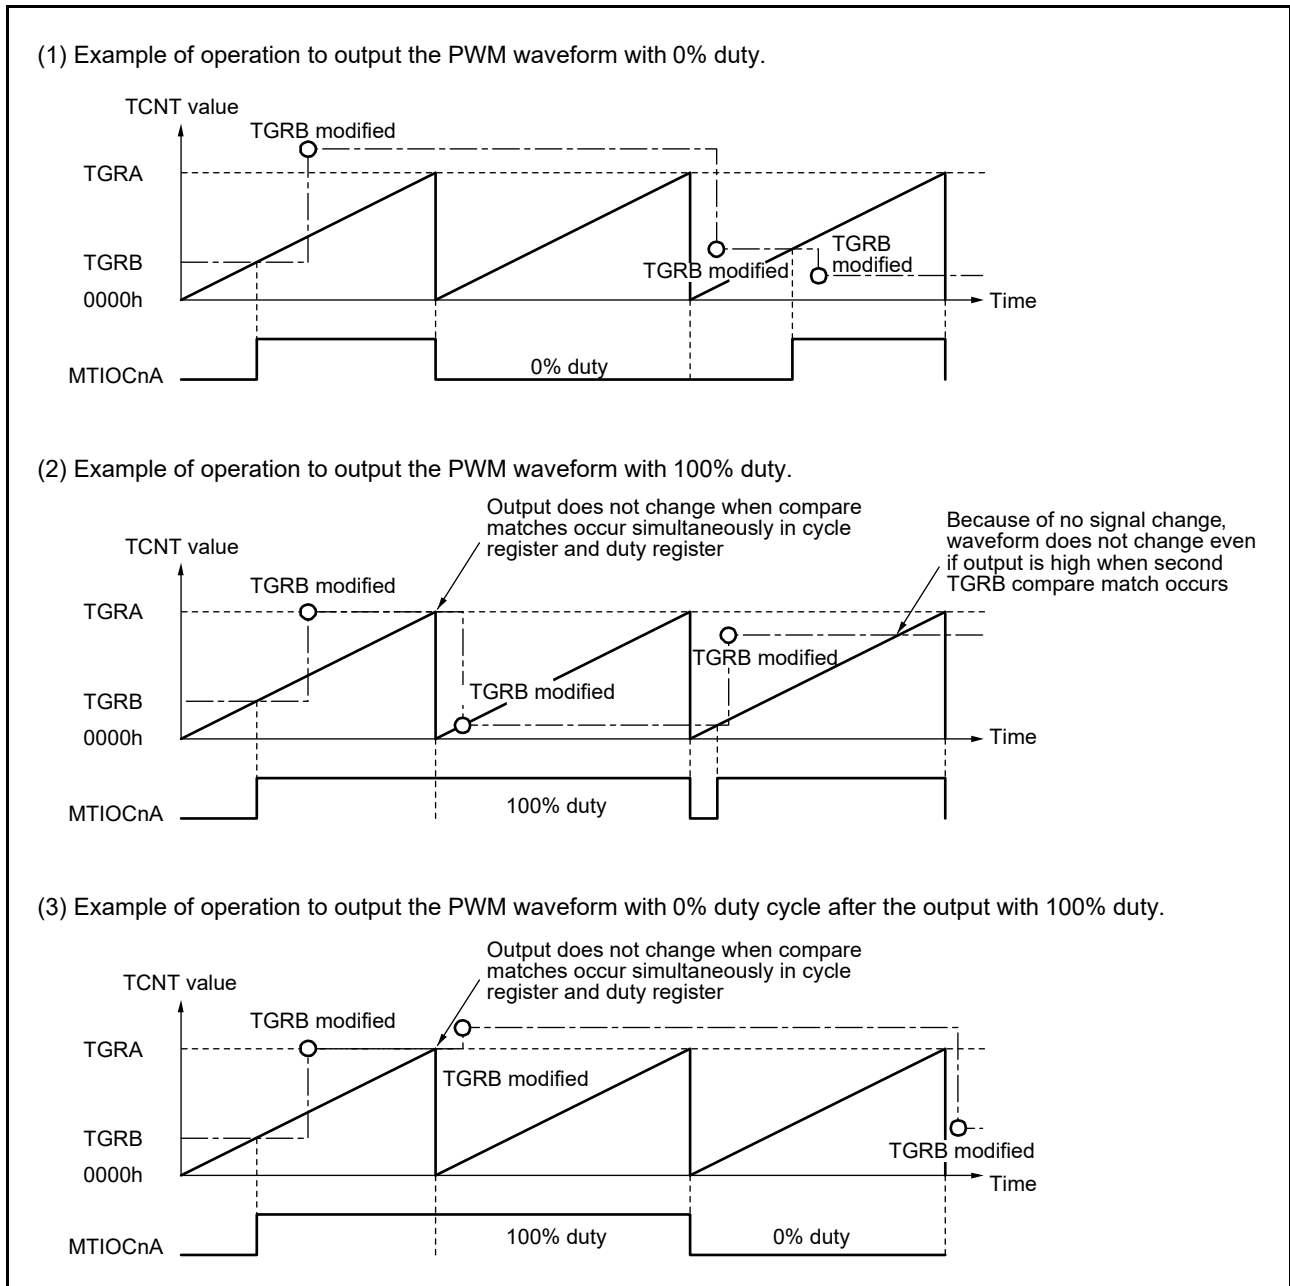 (1) Example of operation to output the PWM waveform with 0% duty.
TCNT value
TGRB modified
TGRA
TGRB
modified
TGRB
TGRB modified
0000h
Time
0% duty
MTIOCnA
(2) Example of operation to output the PWM waveform with 100% duty.
Output does not change when compare
matches occur simultaneously in cycle
register and duty register
Because of no signal change,
waveform does not change even
if output is high when second
TGRB compare match occurs
TCNT value
TGRB modified
TGRA
TGRB modified
TGRB modified
TGRB
0000h
Time
100% duty
MTIOCnA
(3) Example of operation to output the PWM waveform with 0% duty cycle after the output with 100% duty.
Output does not change when compare
matches occur simultaneously in cycle
register and duty register
TCNT value
TGRB modified
TGRA
TGRB modified
TGRB
TGRB modified
0000h
Time
100% duty
0% duty
MTIOCnA